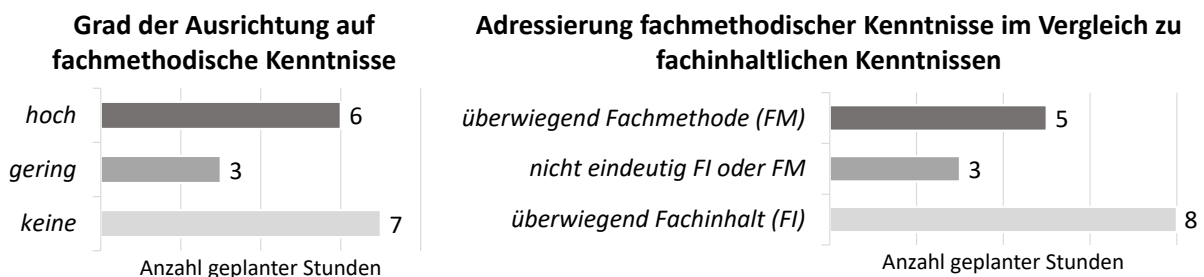 Grad der Ausrichtung auf
fachmethodische Kenntnisse
hoch
6
gering
3
keine
7
Anzahl geplanter Stunden
Adressierung fachmethodischer Kenntnisse im Vergleich zu
fachinhaltlichen Kenntnissen
überwiegend Fachmethode (FM)
5
nicht eindeutig FI oder FM
3
überwiegend Fachinhalt (FI)
8
Anzahl geplanter Stunden